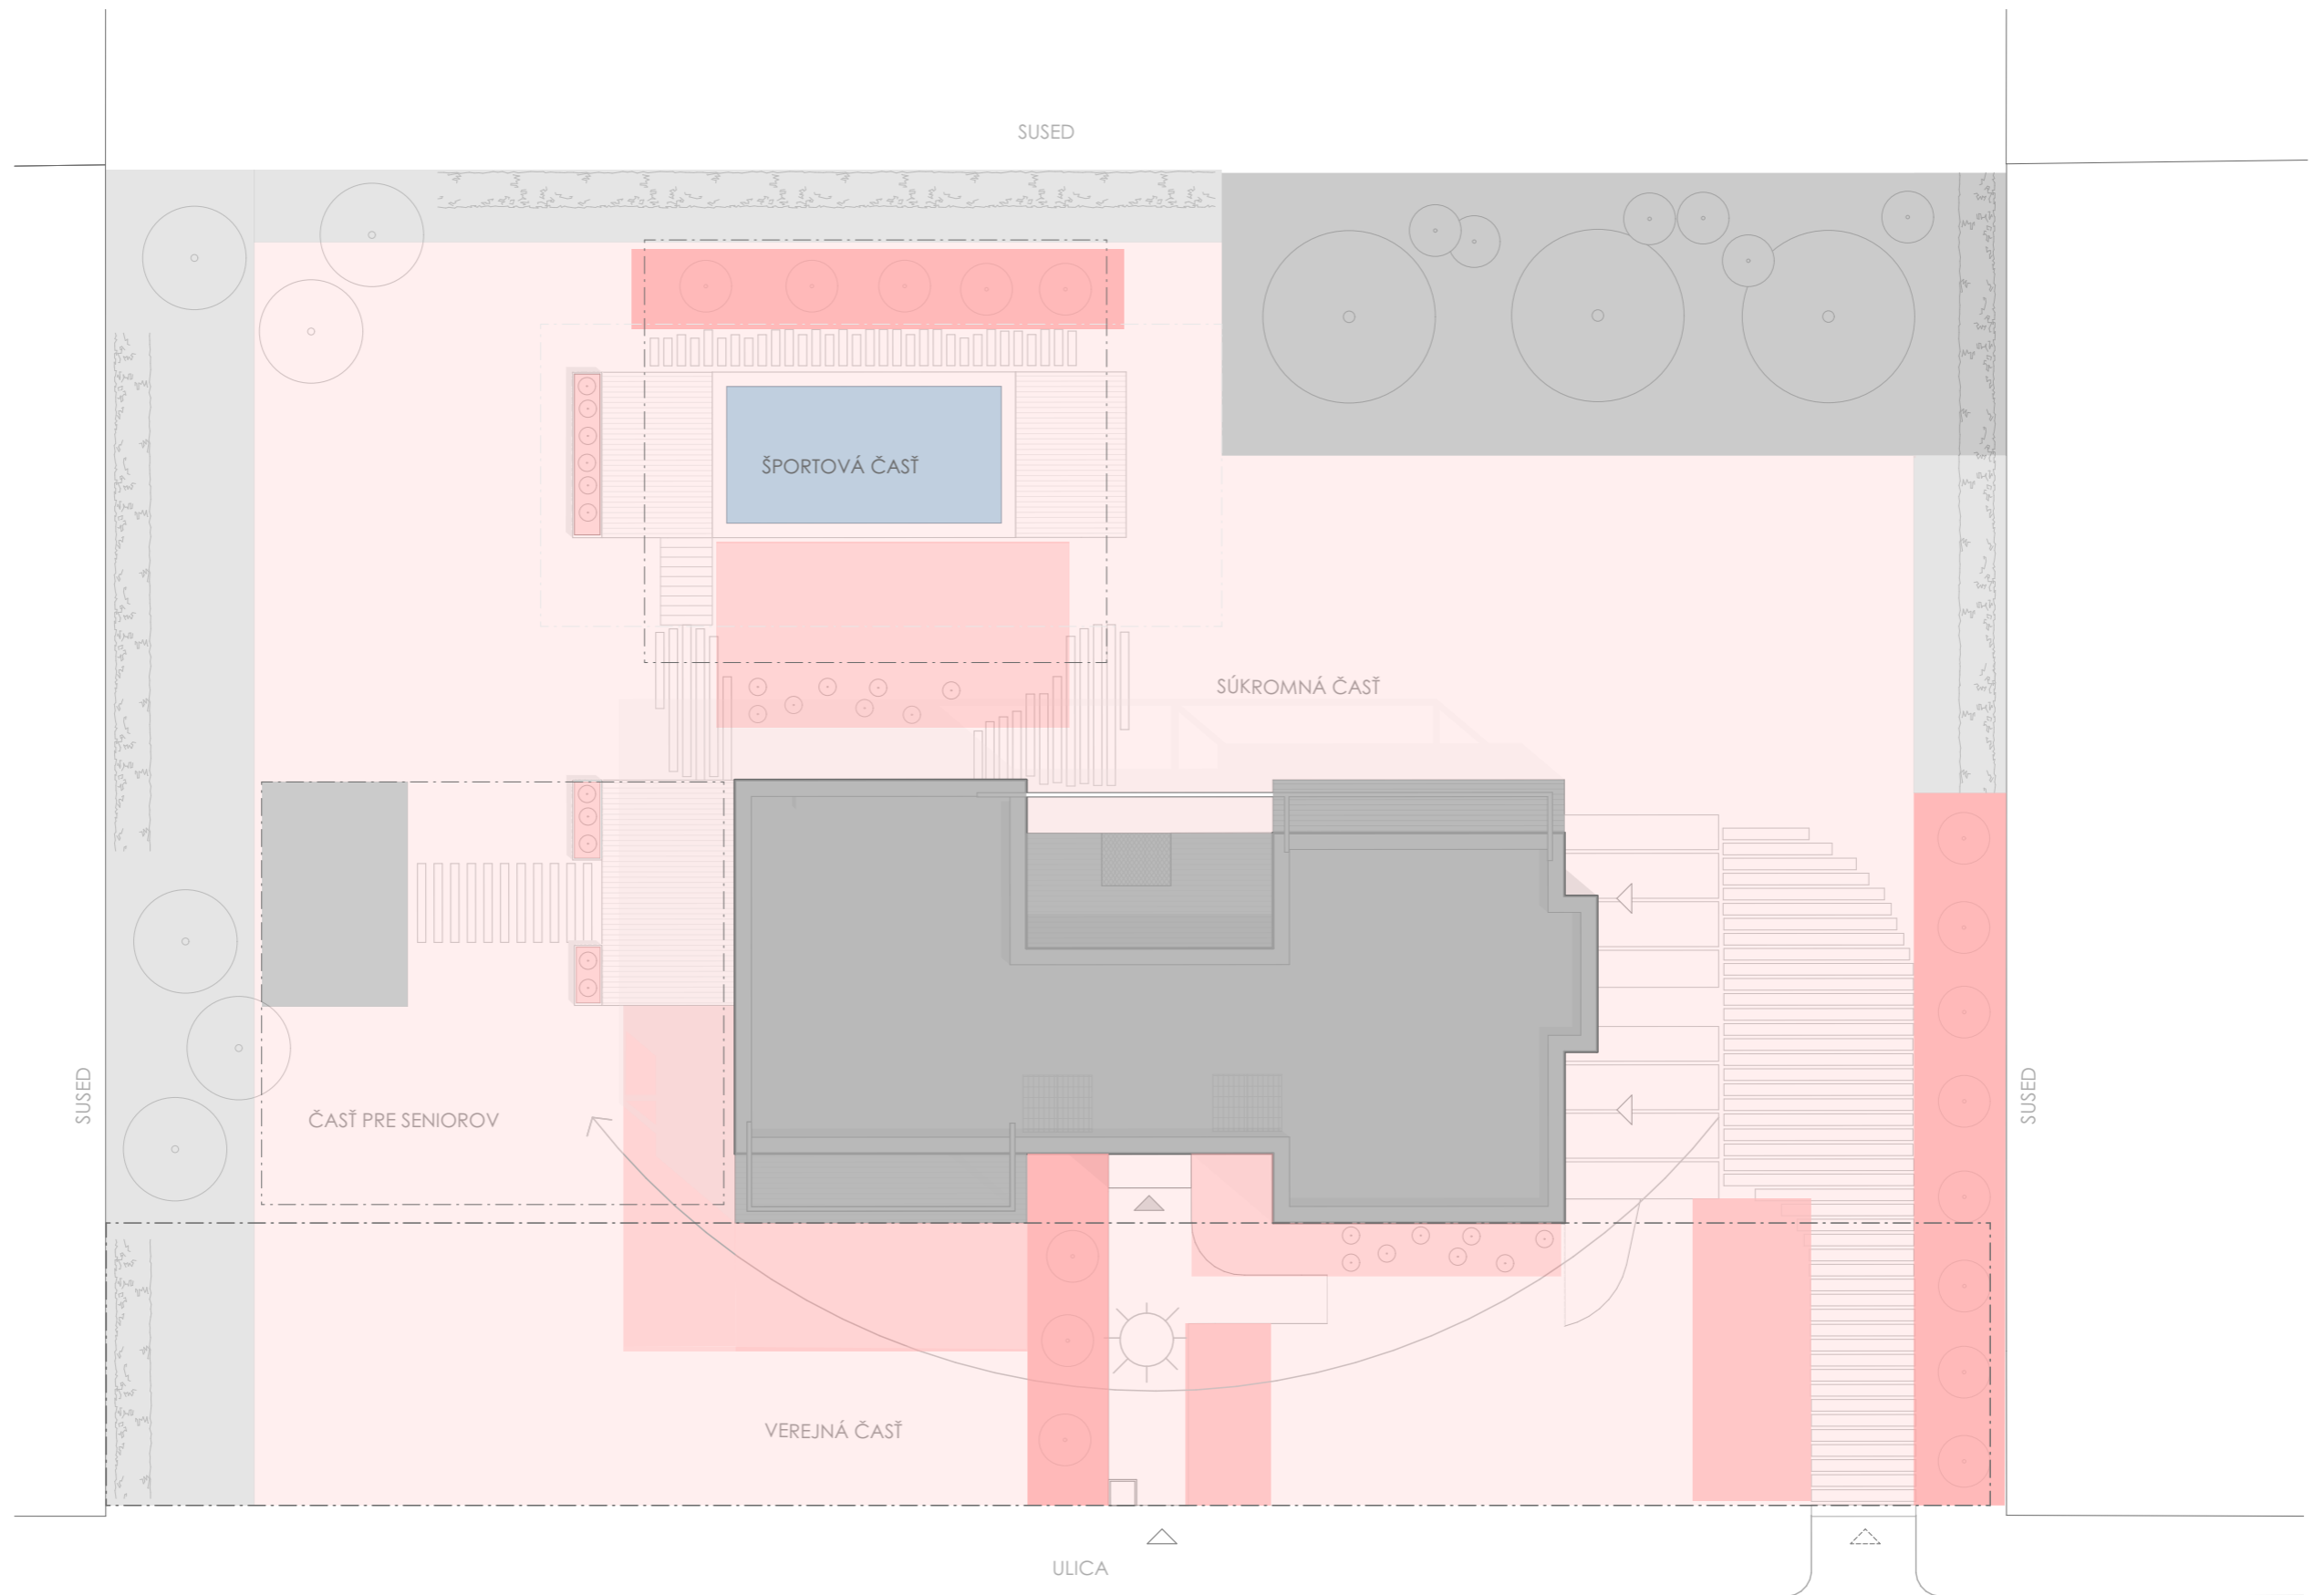 SUSED
ŠPORTOVÁ ČASŤ
SÚKROMNÁ ČASŤ
SUSED
SUSED
ČASŤ PRE SENIOROV
VEREJNÁ ČASŤ
ULICA